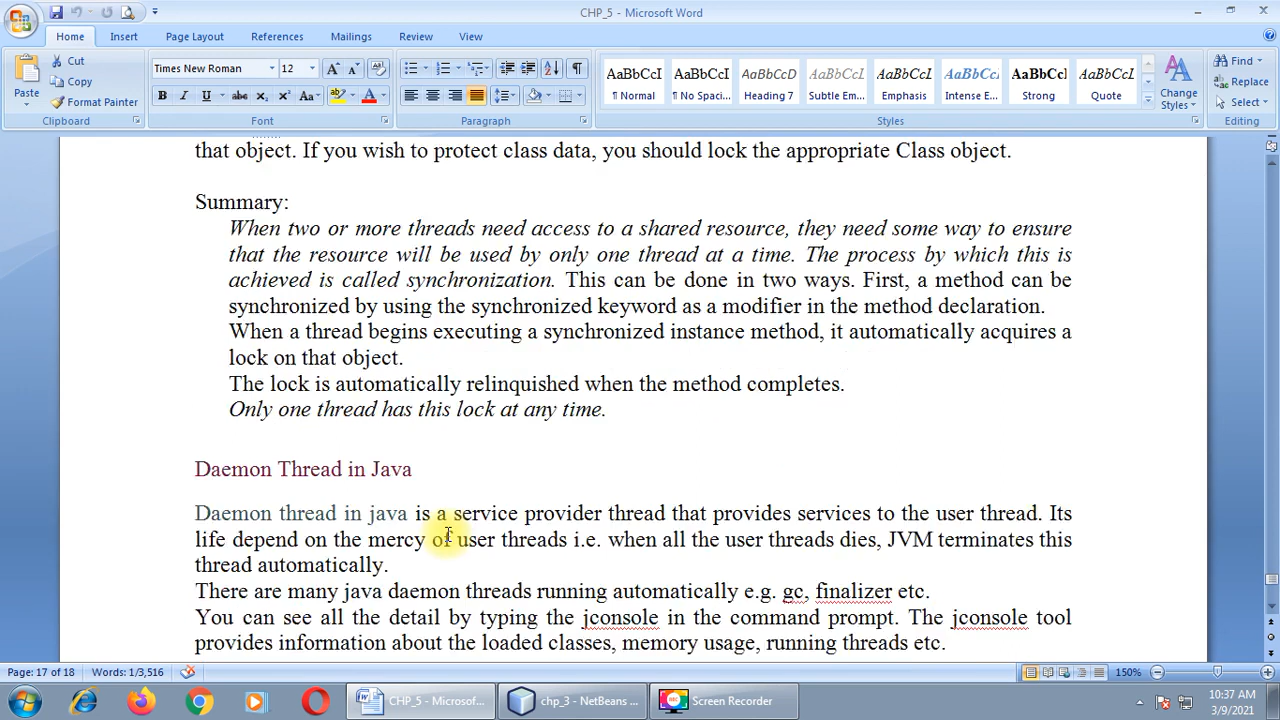 CHP_5 - Microsoft Word
Home Insert Page Layout References Mailings Review View
Paste
Cut
Copy
Format Painter
Clipboard
Times New Roman 12
Font
Paragraph
AaBbCcI AaBbCcI AaBbCcD AaBbCcI AaBbCcI AaBbCcI AaBbCcI AaBbCcI
¶ Normal ¶ No Spaci... Heading 7 Subtle Em... Emphasis Intense E... Strong Quote
Change Styles
Styles
Find
Replace
Select
Editing
that object. If you wish to protect class data, you should lock the appropriate Class object.
Summary:
When two or more threads need access to a shared resource, they need some way to ensure
that the resource will be used by only one thread at a time. The process by which this is
achieved is called synchronization. This can be done in two ways. First, a method can be
synchronized by using the synchronized keyword as a modifier in the method declaration.
When a thread begins executing a synchronized instance method, it automatically acquires a
lock on that object.
The lock is automatically relinquished when the method completes.
Only one thread has this lock at any time.
Daemon Thread in Java
Daemon thread in java is a service provider thread that provides services to the user thread. Its
life depend on the mercy of user threads i.e. when all the user threads dies, JVM terminates this
thread automatically.
There are many java daemon threads running automatically e.g. gc, finalizer etc.
You can see all the detail by typing the jconsole in the command prompt. The jconsole tool
provides information about the loaded classes, memory usage, running threads etc.
Page: 17 of 18 Words: 1/3,516 150%
CHP_5 - Microsof... chp_3 - NetBeans ... Screen Recorder
10:37 AM
3/9/2021